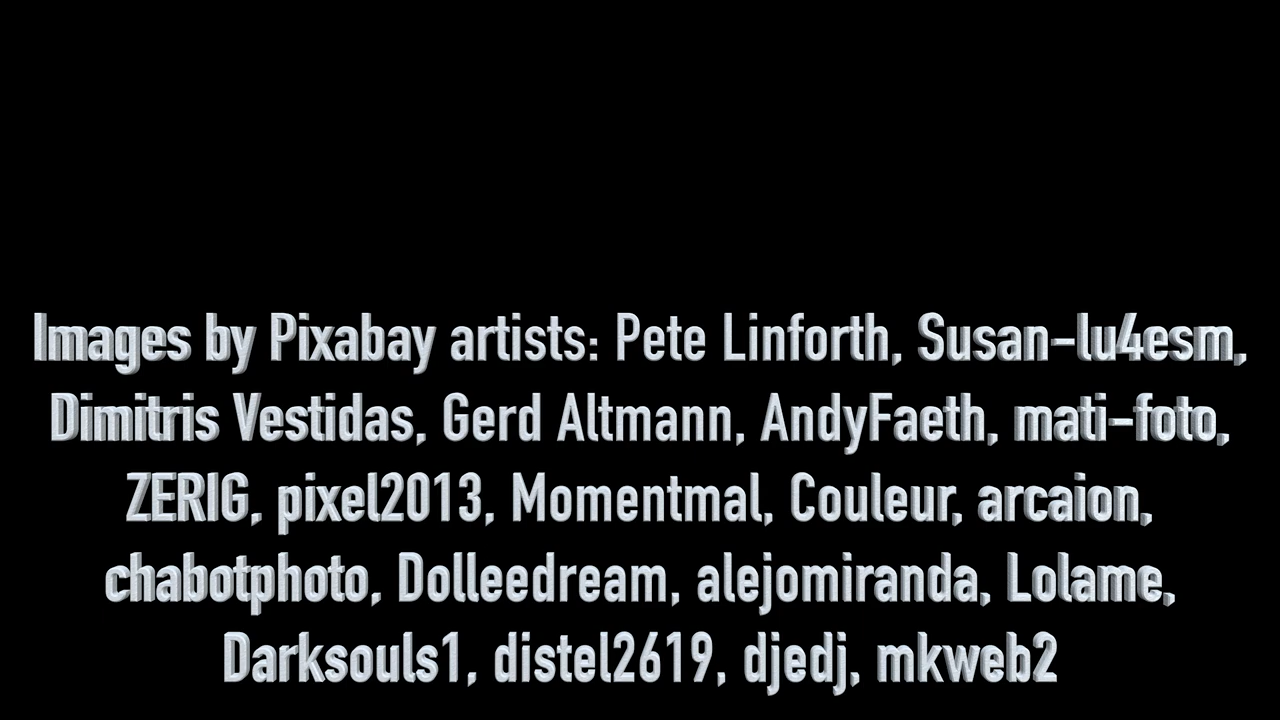 Images by Pixabay artists: Pete Linforth, Susan-lu4esm,
Dimitris Vestidas, Gerd Altmann, AndyFaeth, mati-foto,
ZERIG, pixel2013, Momentmal, Couleur, arcaion,
chabotphoto, Dolleedream, alejomiranda, Lolame,
Darksouls1, distel2619, djedj, mkweb2